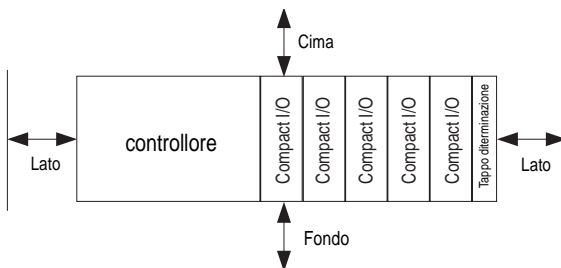 Cima
Lato
controllore
Compact I/O
Compact I/O
Compact I/O
Compact I/O
Compact I/O
Tappo diterminazione
Lato
Fondo